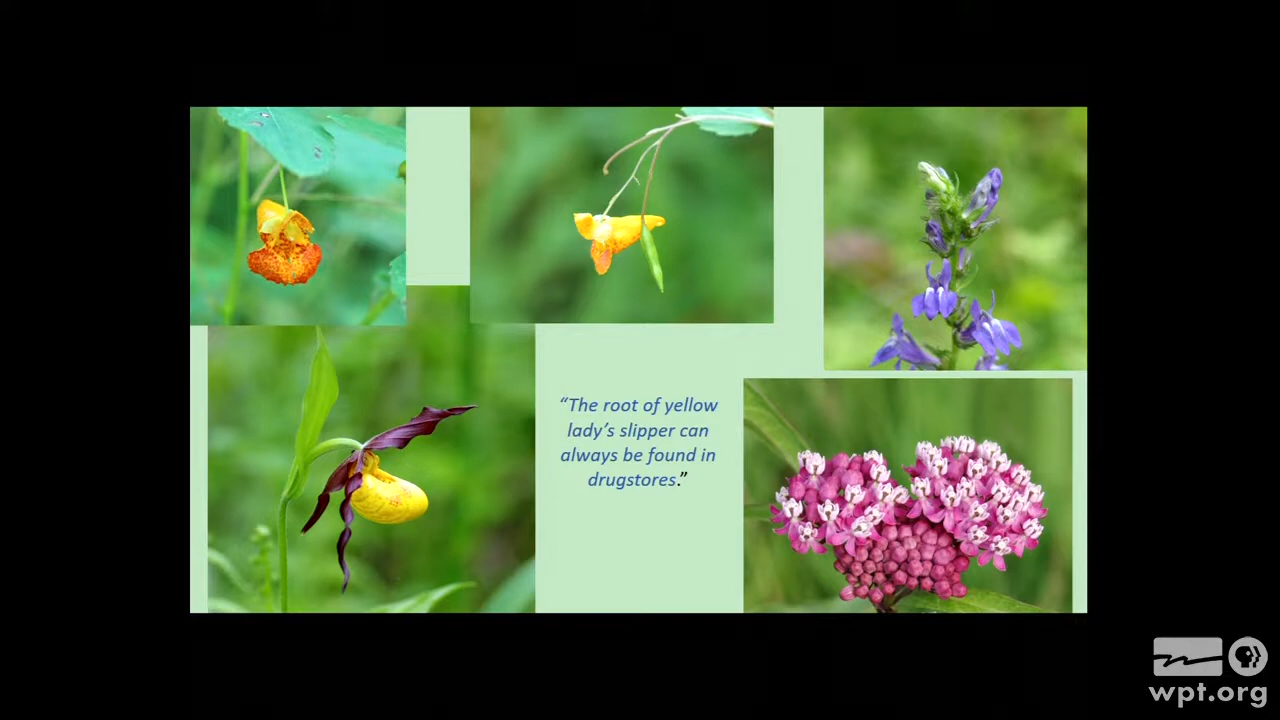 “The root of yellow
lady’s slipper can
always be found in
drugstores.”
wpt.org